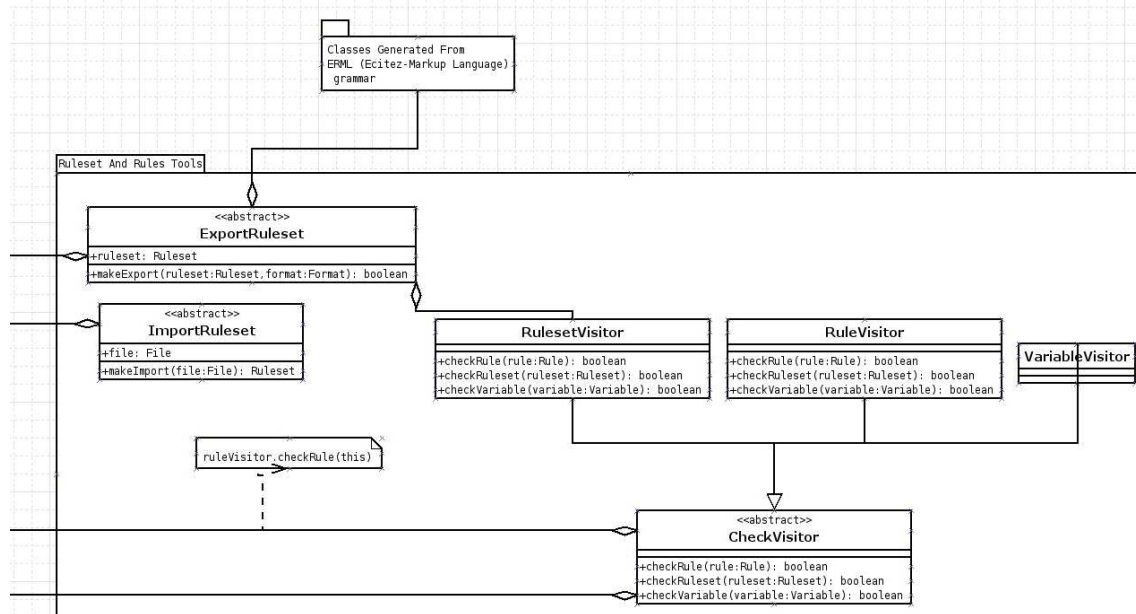 Classes Generated From
ERML (Ecitez-Markup Language)
grammar
Ruleset And Rules Tools
<<abstract>>
ExportRuleset
+ruleset: Ruleset
+makeExport(ruleset:Ruleset,format:Format): boolean
<<abstract>>
ImportRuleset
+file: File
+makeImport(file:File): Ruleset
RulesetVisitor
+checkRule(rule:Rule): boolean
+checkRuleset(ruleset:Ruleset): boolean
+checkVariable(variable:Variable): boolean
RuleVisitor
+checkRule(rule:Rule): boolean
+checkRuleset(ruleset:Ruleset): boolean
+checkVariable(variable:Variable): boolean
VariableVisitor
ruleVisitor.checkRule(this)
<<abstract>>
CheckVisitor
+checkRule(rule:Rule): boolean
+checkRuleset(ruleset:Ruleset): boolean
+checkVariable(variable:Variable): boolean